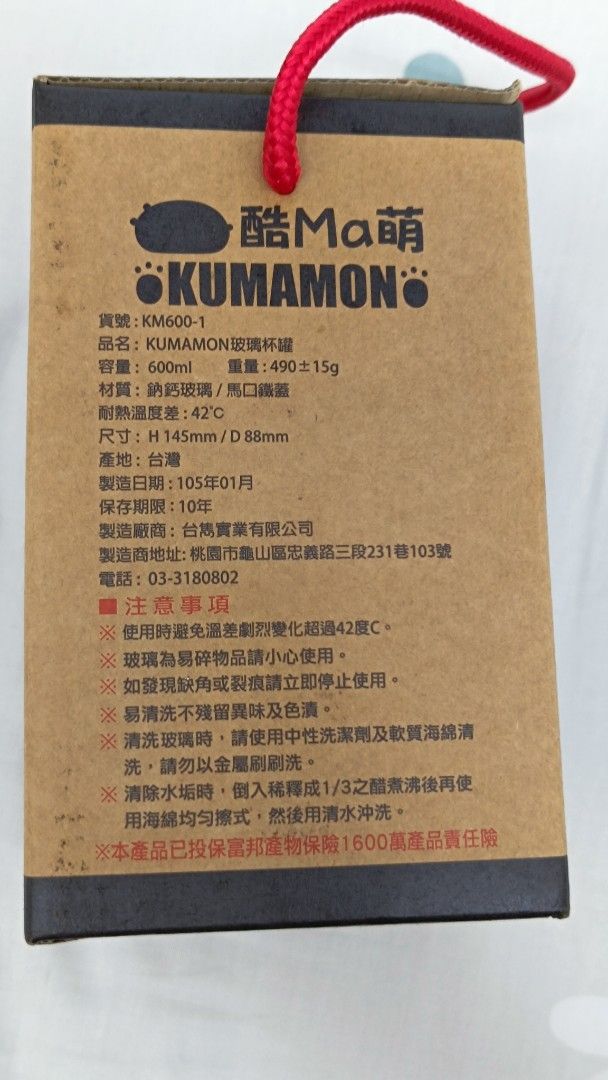 酷Ma萌
KUMAMON
貨號：KM600-1
品名：KUMAMON玻璃杯罐
容量：600ml 重量：490±15g
材質：鈉鈣玻璃/馬口鐵蓋
耐熱溫度差：42℃
尺寸：H 145mm / D 88mm
產地：台灣
製造日期：105年01月
保存期限：10年
製造廠商：台雋實業有限公司
製造商地址：桃園市龜山區忠義路三段231巷103號
電話：03-3180802
■注意事項
※ 使用時避免溫差劇烈變化超過42度C。
※ 玻璃為易碎物品請小心使用。
※ 如發現缺角或裂痕請立即停止使用。
※ 易清洗不殘留異味及色漬。
※ 清洗玻璃時，請使用中性洗潔劑及軟質海綿清
洗，請勿以金屬刷刷洗。
※ 清除水垢時，倒入稀釋成1/3之醋煮沸後再使
用海綿均勻擦式，然後用清水沖洗。
※本產品已投保富邦產物保險1600萬產品責任險